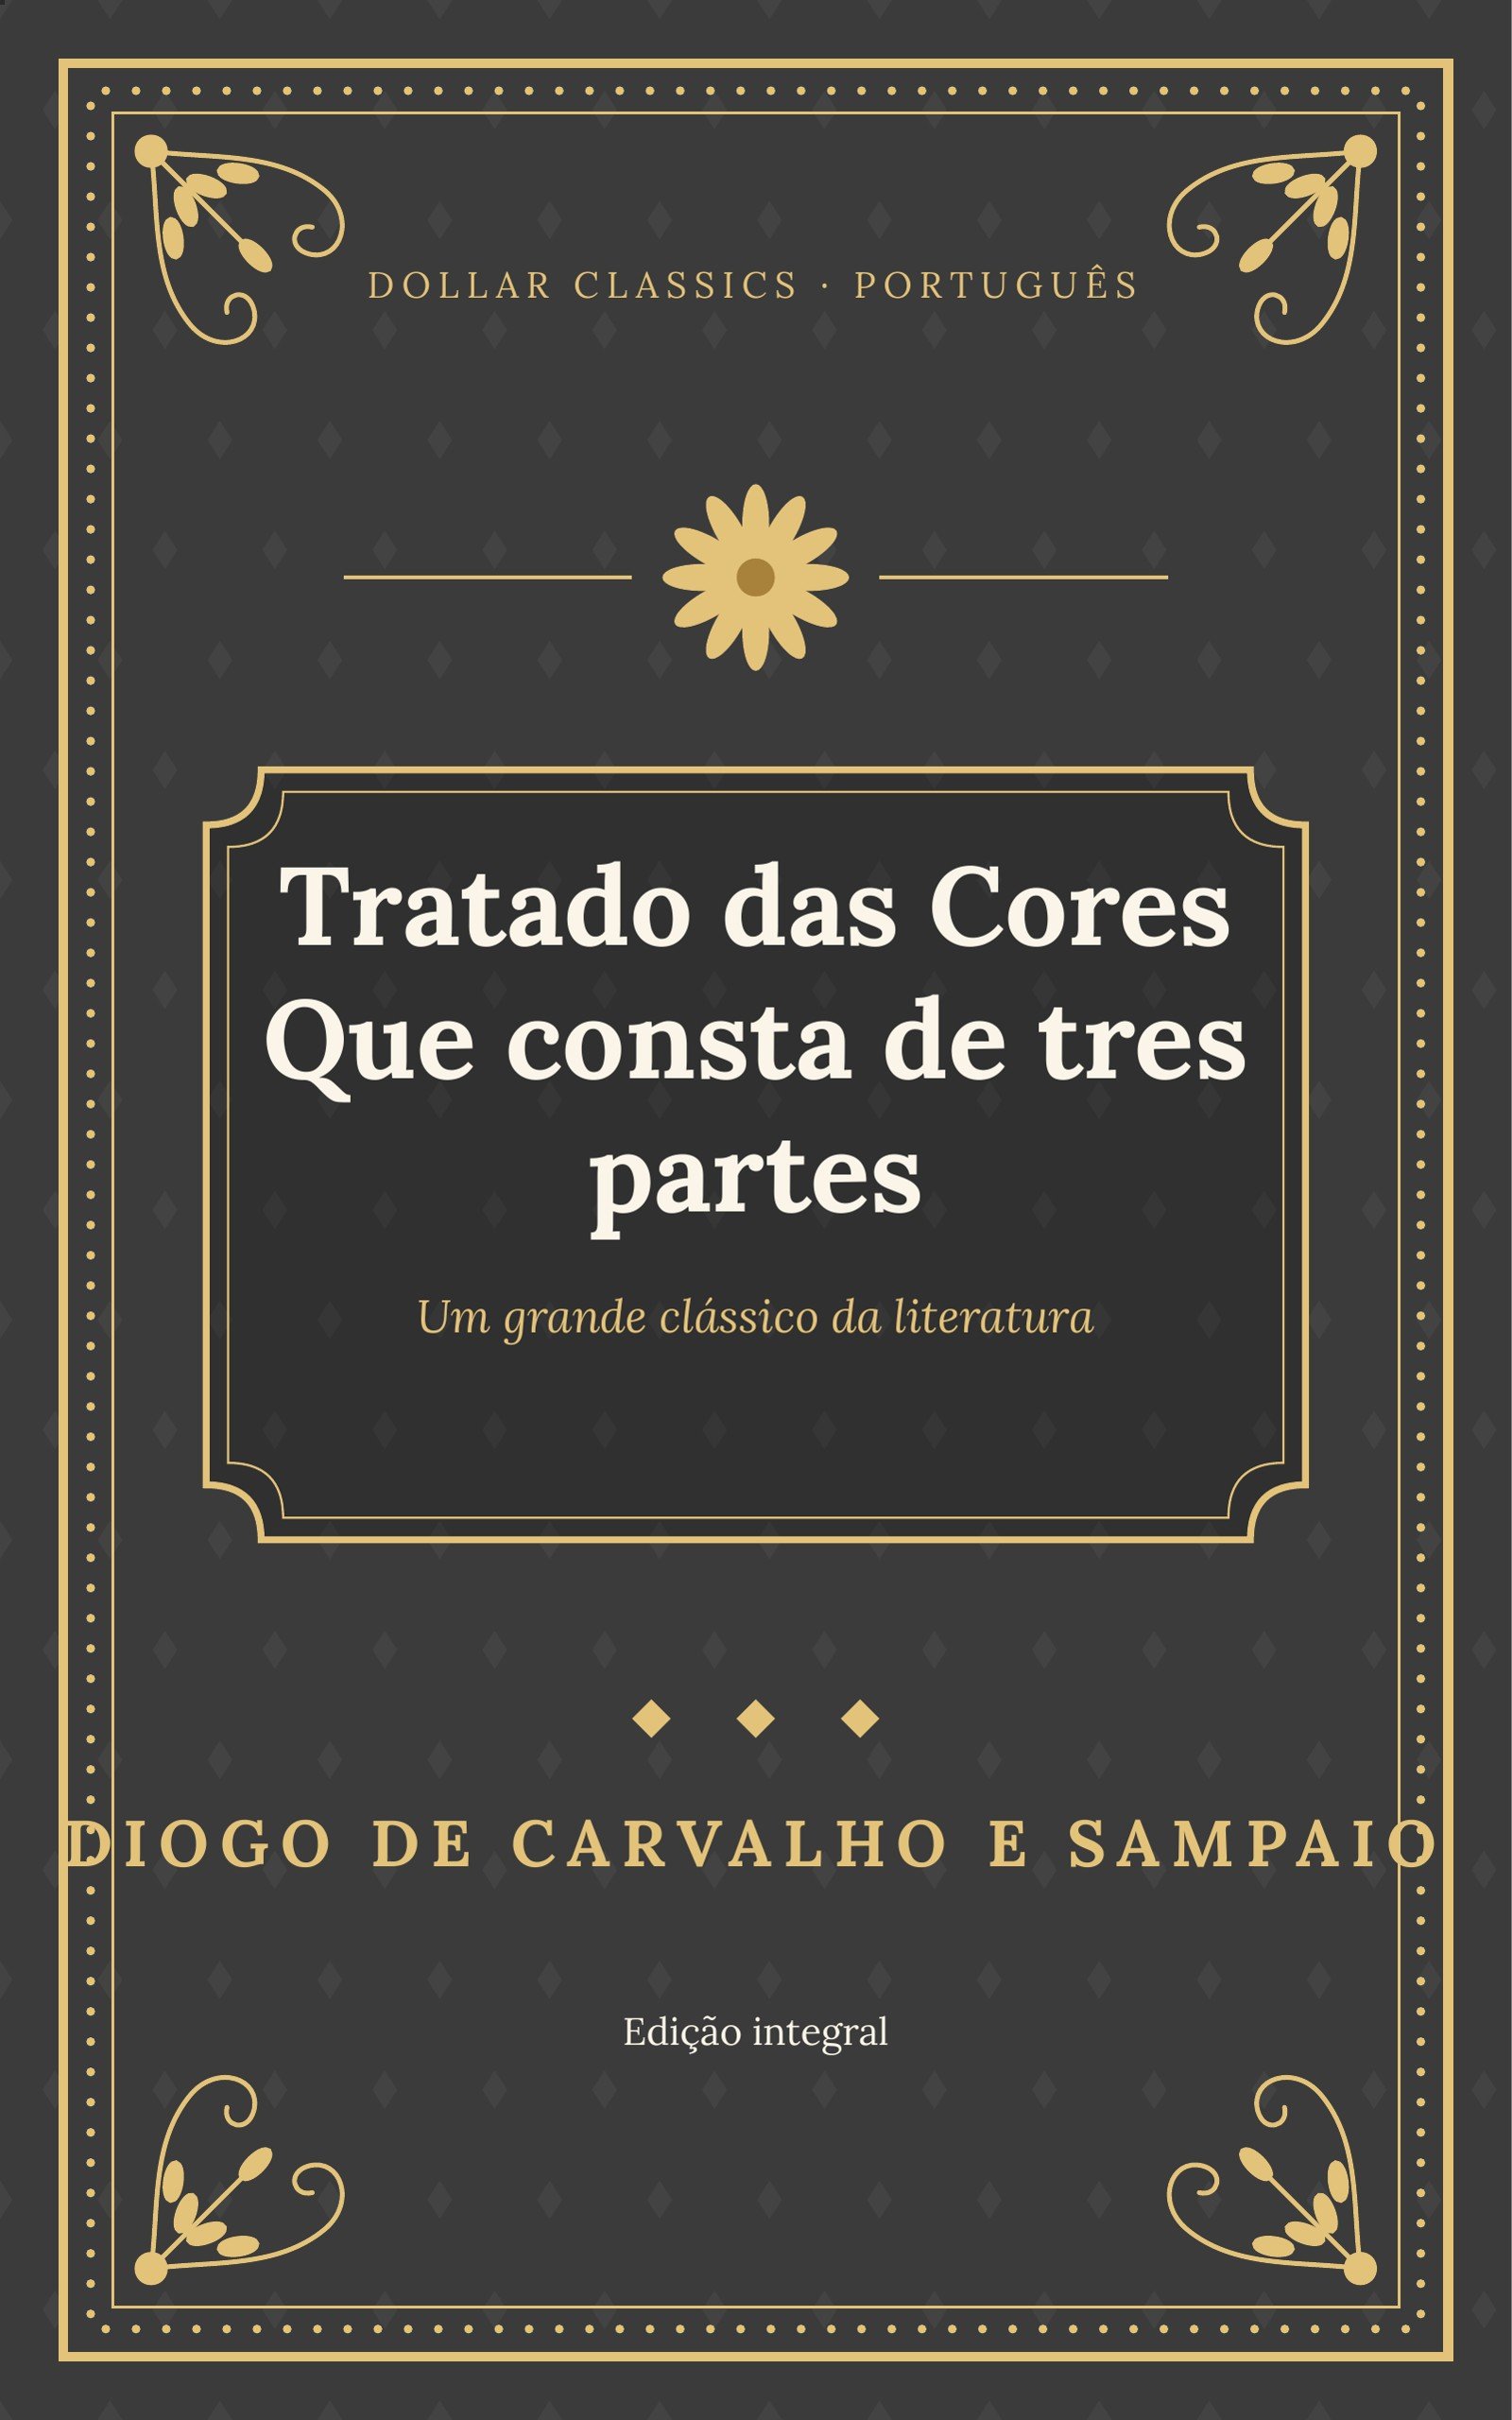 DOLLAR CLASSICS · PORTUGUÊS
Tratado das Cores
Que consta de tres
partes
Um grande clássico da literatura
DIOGO DE CARVALHO E SAMPAIO
Edição integral